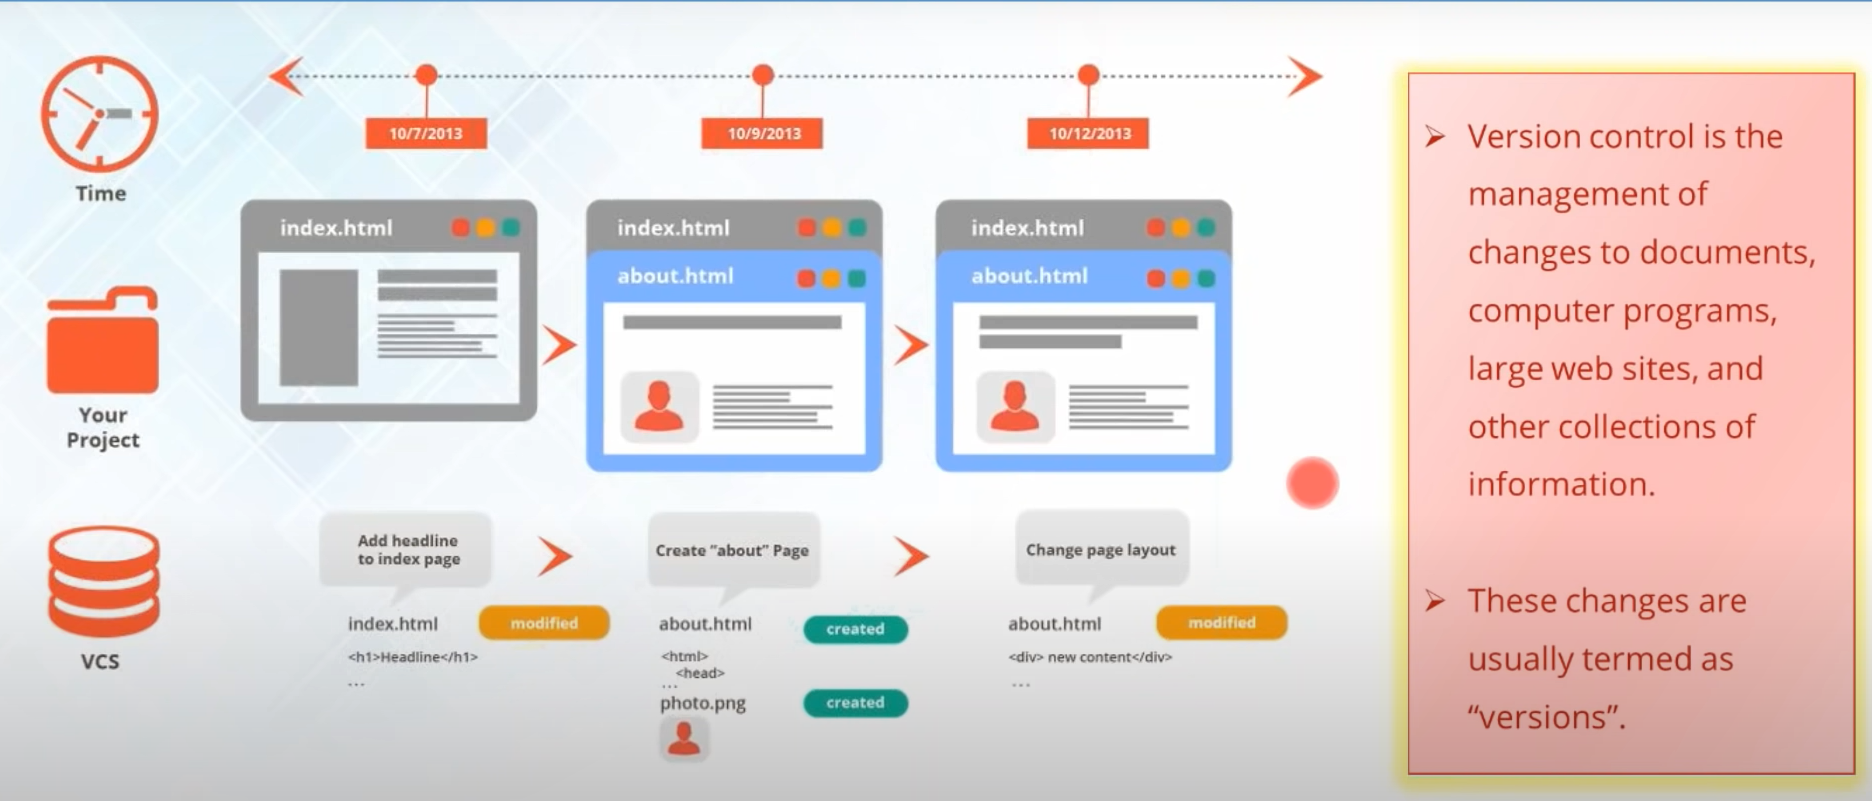 Time
10/7/2013
10/9/2013
10/12/2013
Your
Project
index.html
index.html
about.html
index.html
about.html
VCS
Add headline
to index page
index.html modified
<h1>Headline</h1>
...
Create “about” Page
about.html created
<html>
<head>
...
photo.png created
Change page layout
about.html modified
<div> new content</div>
...
➢ Version control is the
management of
changes to documents,
computer programs,
large web sites, and
other collections of
information.
➢ These changes are
usually termed as
“versions”.